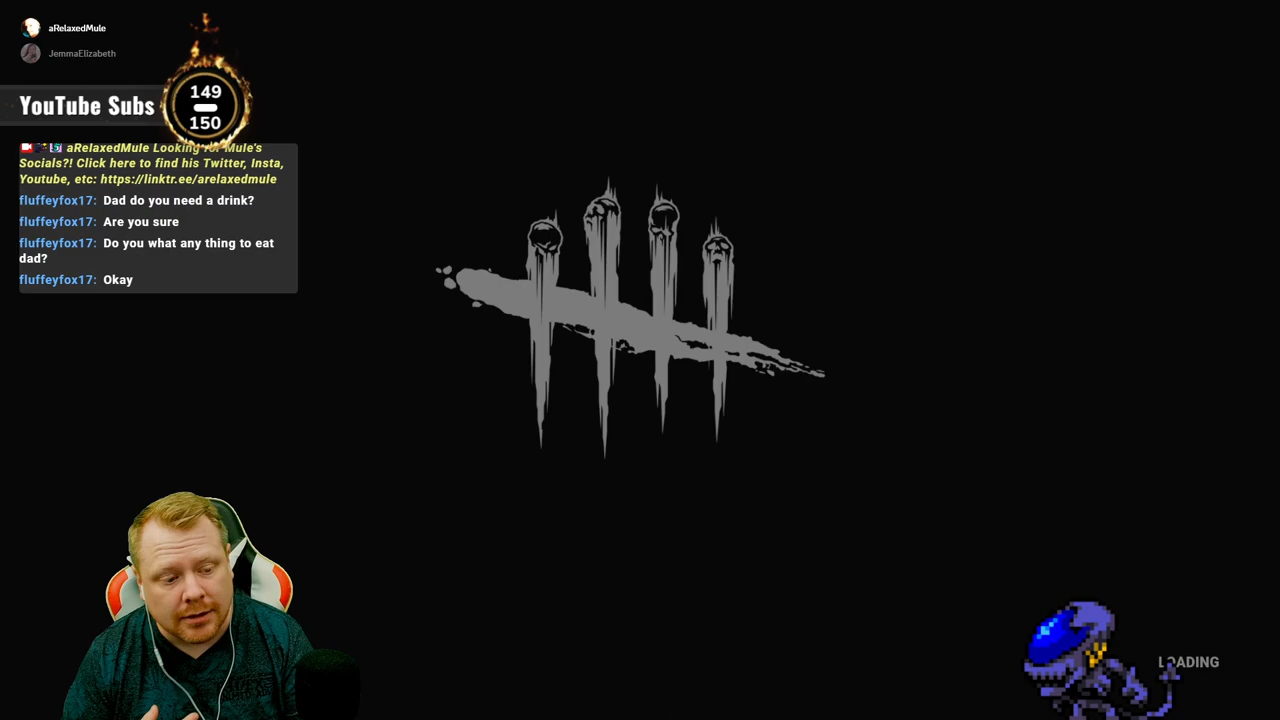 aRelaxedMule
JemmaElizabeth
149
YouTube Subs
150
aRelaxedMule Looking for Mule's
Socials?! Click here to find his Twitter, Insta,
Youtube, etc: https://linktr.ee/arelaxedmule
fluffeyfox17: Dad do you need a drink?
fluffeyfox17: Are you sure
fluffeyfox17: Do you what any thing to eat
dad?
fluffeyfox17: Okay
LOADING